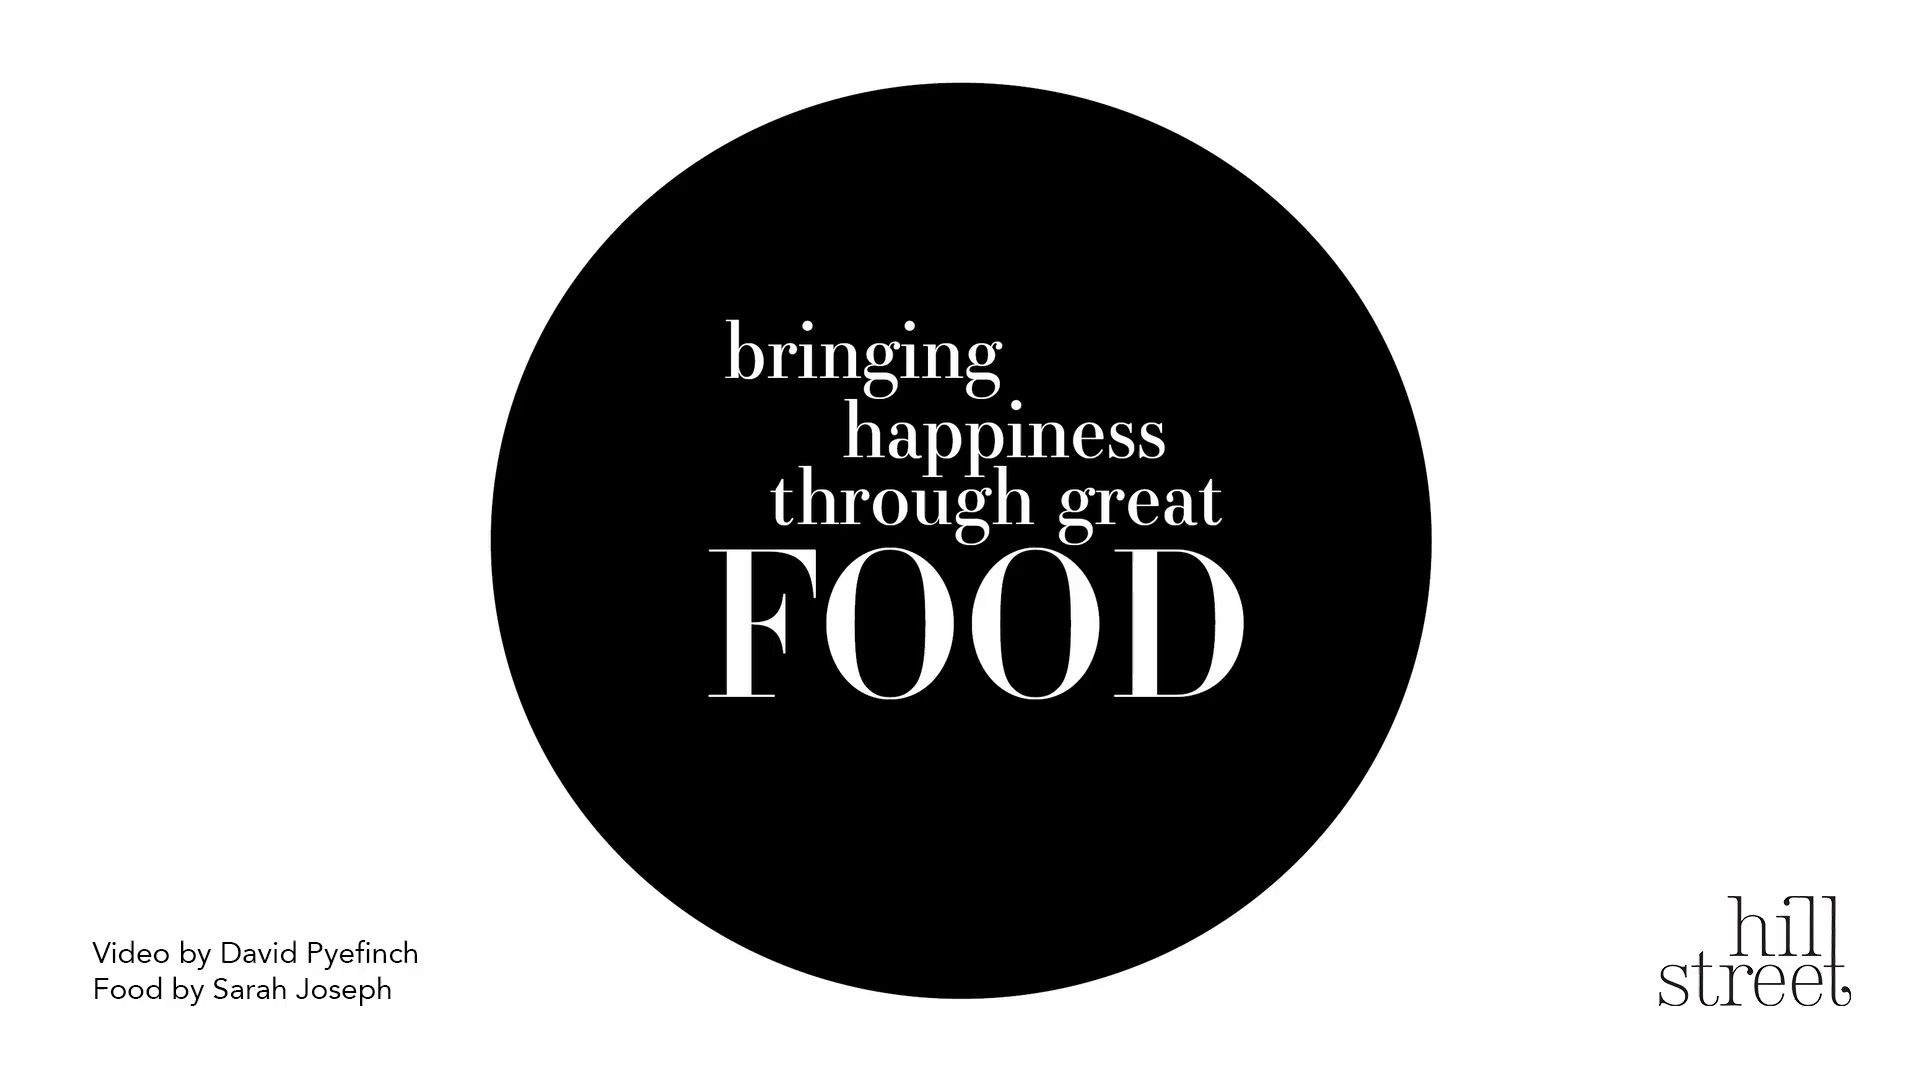 bringing
happiness
through great
FOOD
Video by David Pyefinch
Food by Sarah Joseph
hill
street